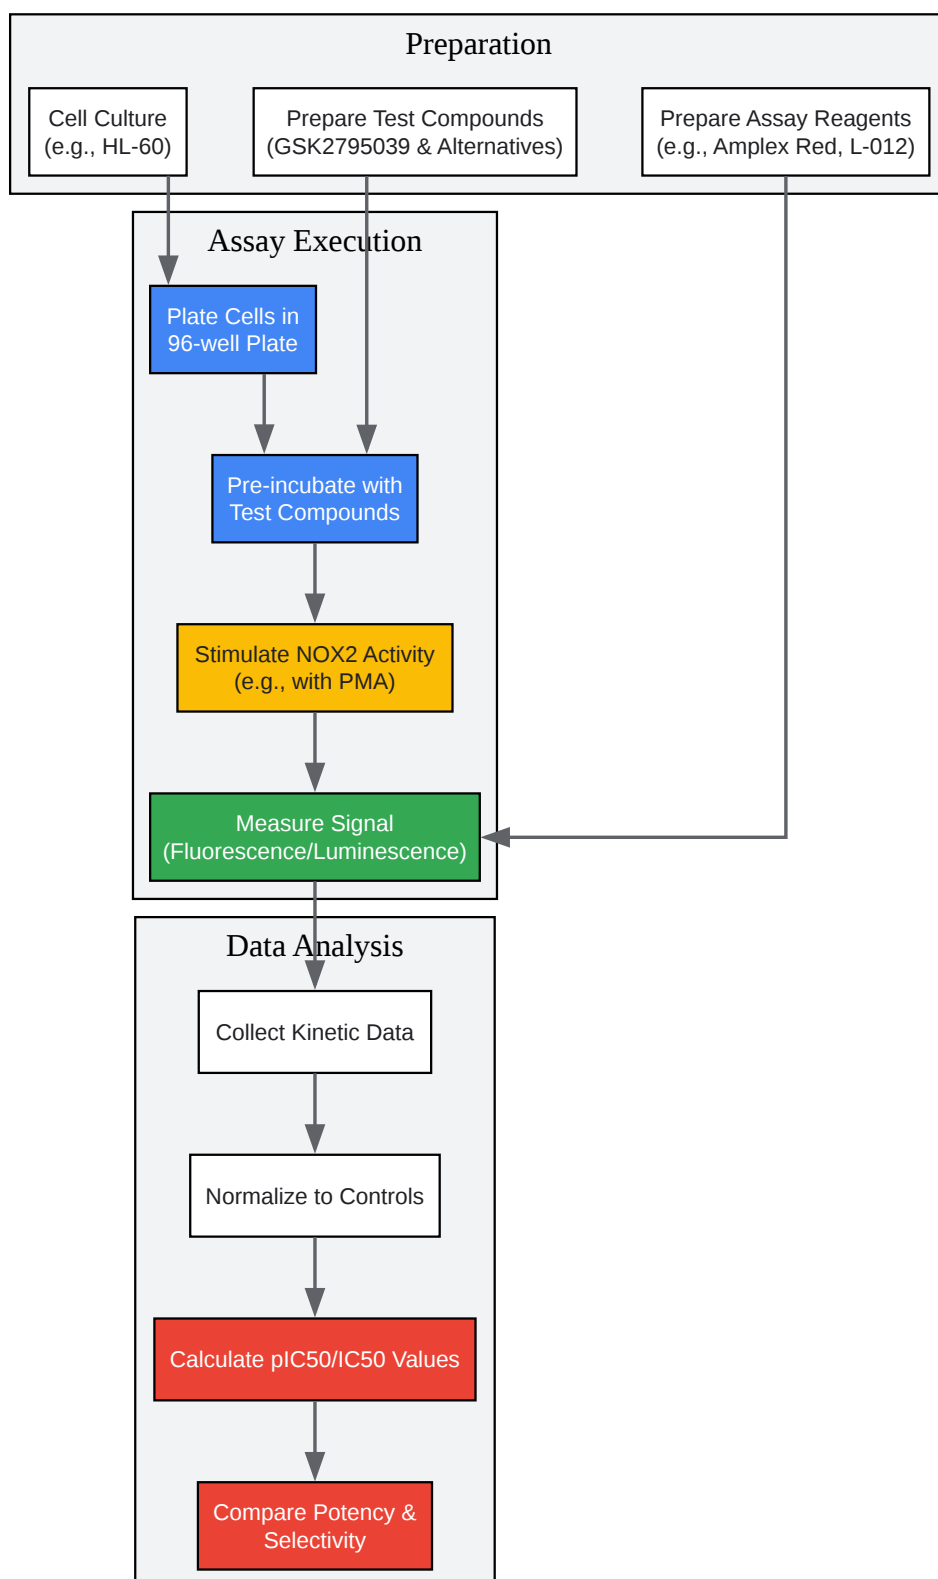 Preparation
Cell Culture
(e.g., HL-60)
Prepare Test Compounds
(GSK2795039 & Alternatives)
Prepare Assay Reagents
(e.g., Amplex Red, L-012)
Assay Execution
Plate Cells in
96-well Plate
Pre-incubate with
Test Compounds
Stimulate NOX2 Activity
(e.g., with PMA)
Measure Signal
(Fluorescence/Luminescence)
Data Analysis
Collect Kinetic Data
Normalize to Controls
Calculate pIC50/IC50 Values
Compare Potency &
Selectivity